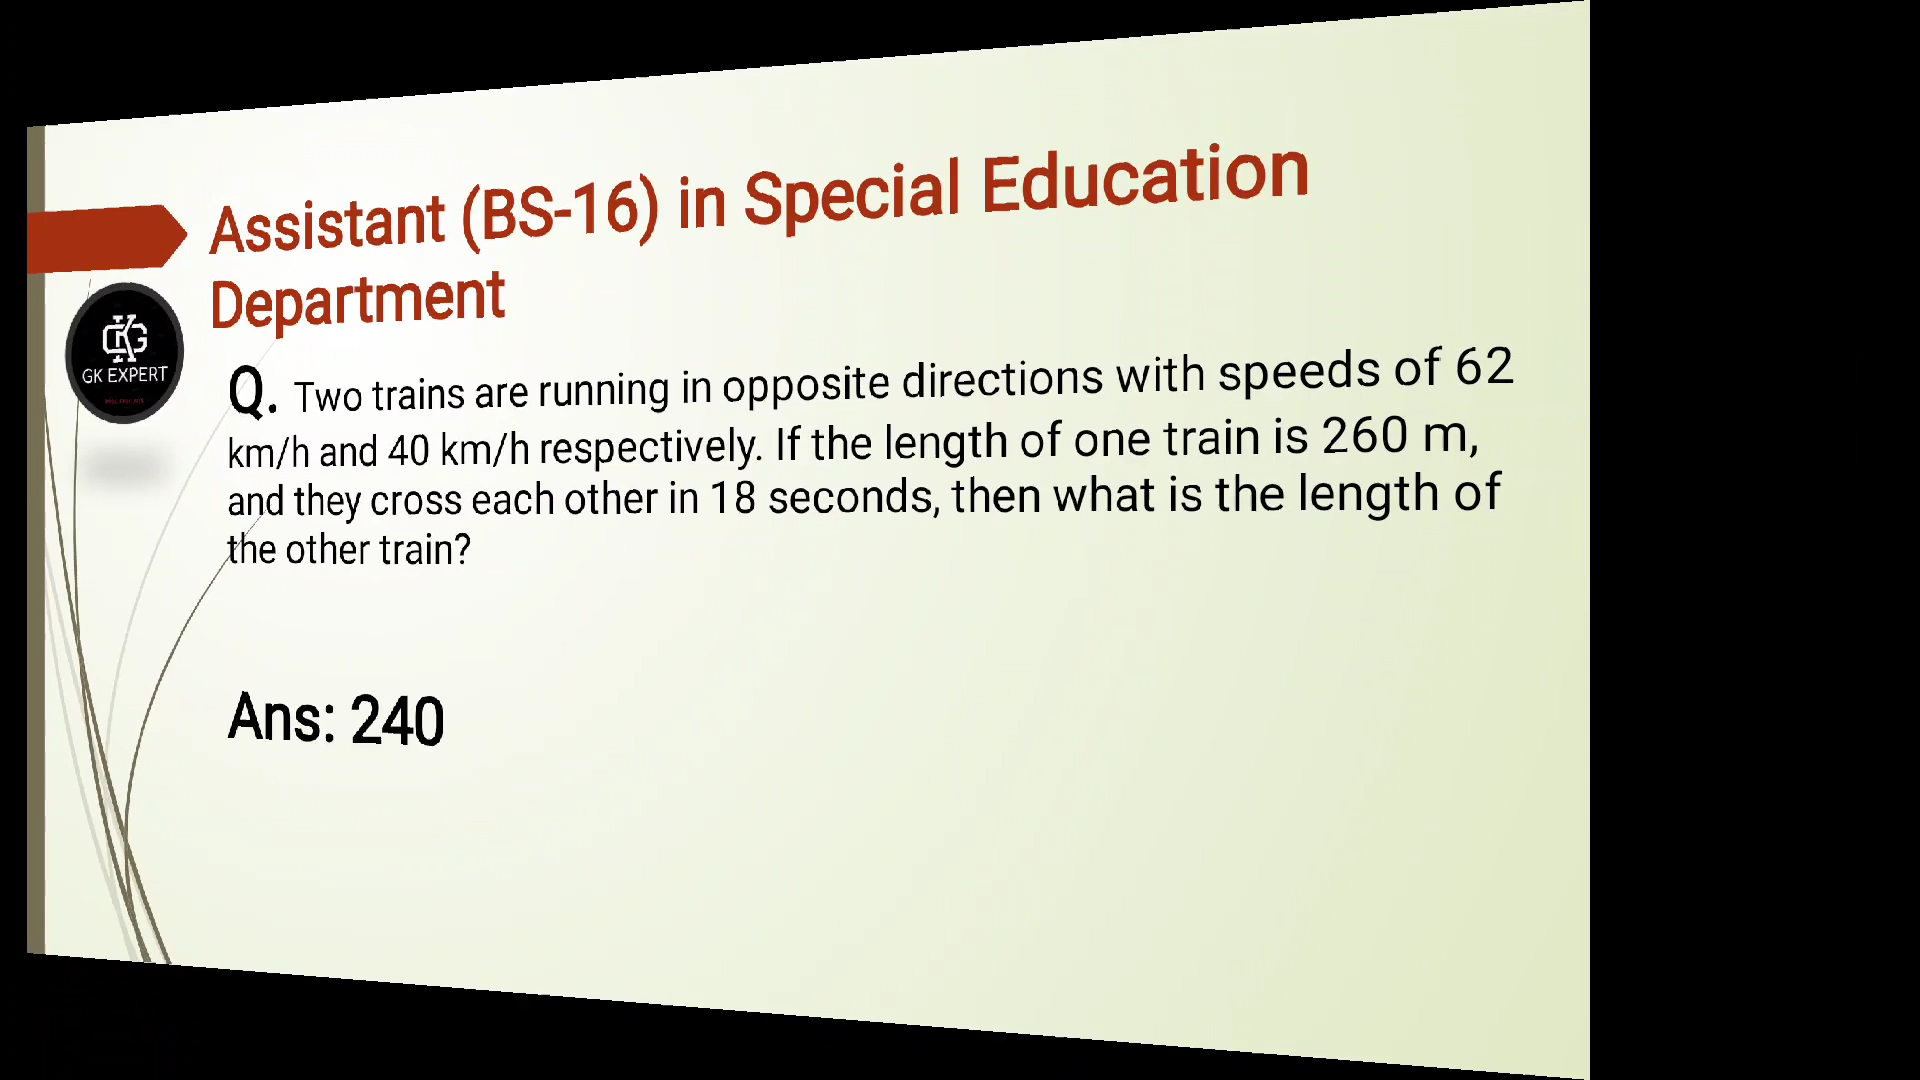 Assistant (BS-16) in Special Education
Department
GK EXPERT
Q. Two trains are running in opposite directions with speeds of 62
km/h and 40 km/h respectively. If the length of one train is 260 m,
and they cross each other in 18 seconds, then what is the length of
the other train?
Ans: 240